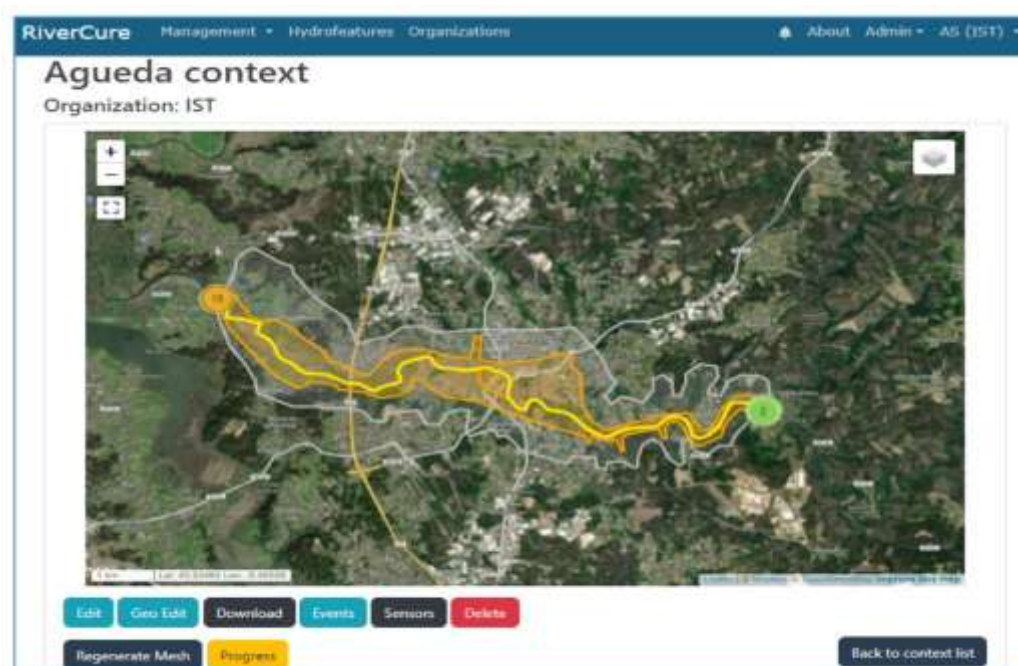 RiverCure Management Hydrofeatures Organizations About Admin AS (IST)
Agueda context
Organization: IST
+
−
Edit Geo Edit Download Events Sensors Delete
Regenerate Mesh Progress Back to context list